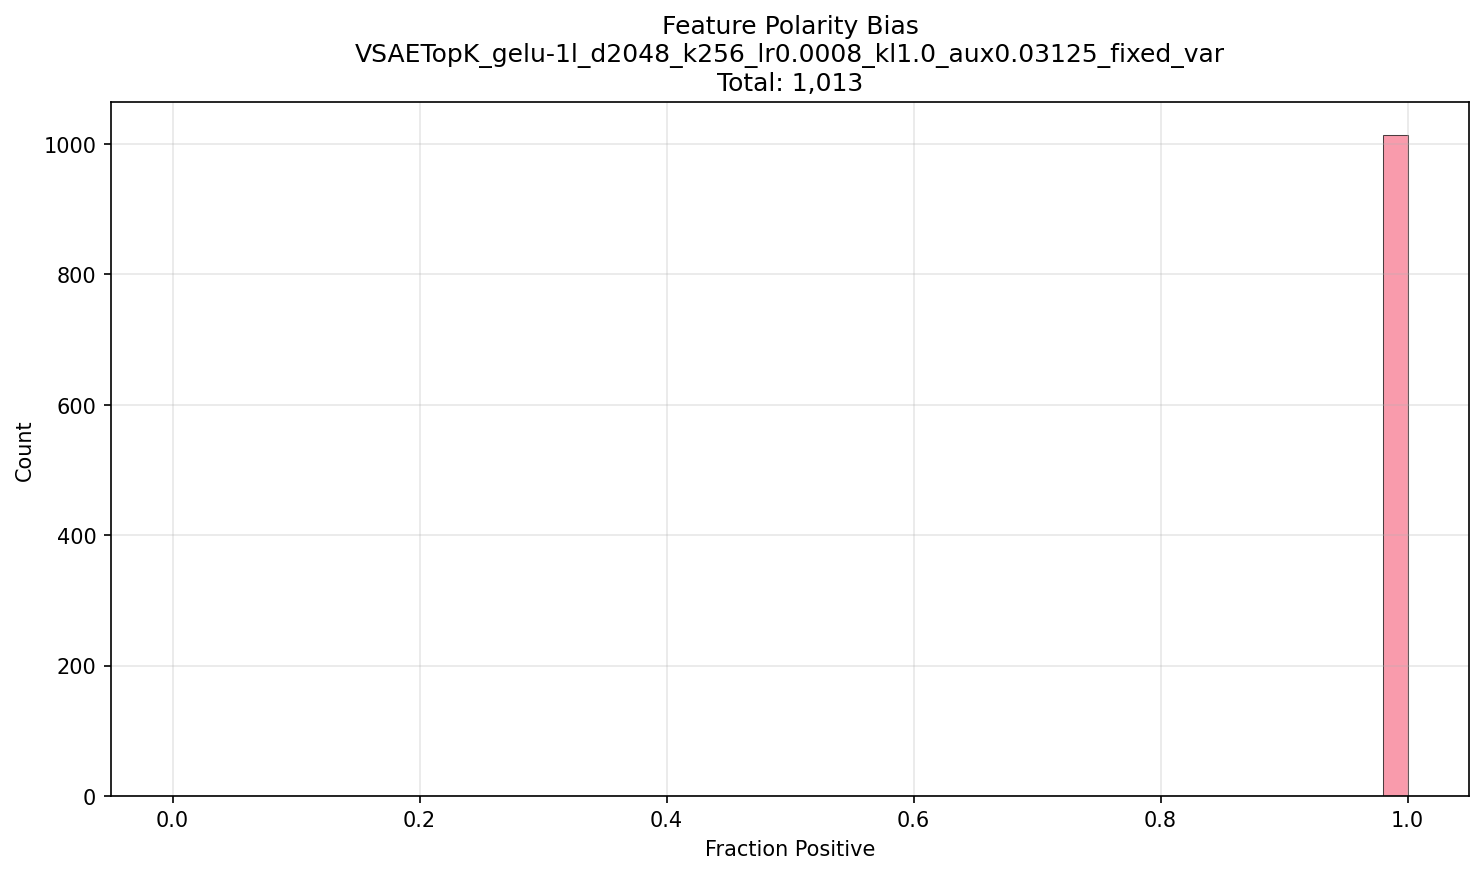 Feature Polarity Bias
VSAETopK_gelu-1l_d2048_k256_lr0.0008_kl1.0_aux0.03125_fixed_var
Total: 1,013
1000
800
600
400
200
0
Count
0.0 0.2 0.4 0.6 0.8 1.0
Fraction Positive